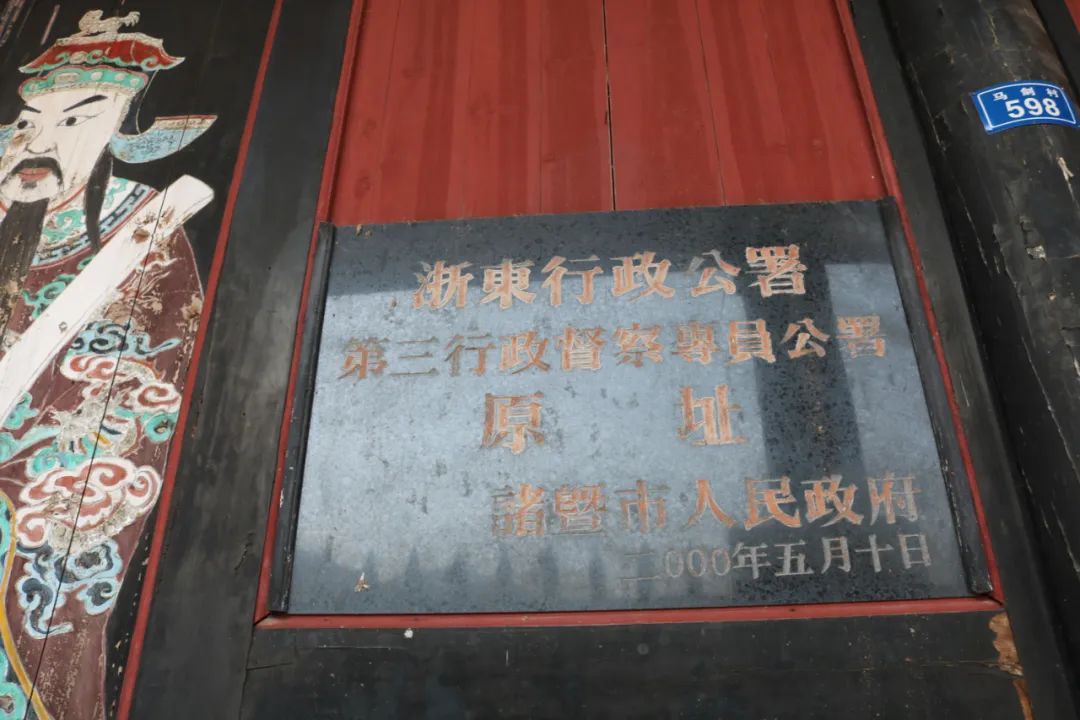 浙東行政公署
第三行政督察專員公署
原址
諸暨市人民政府
二000年五月十日
马剑村
598